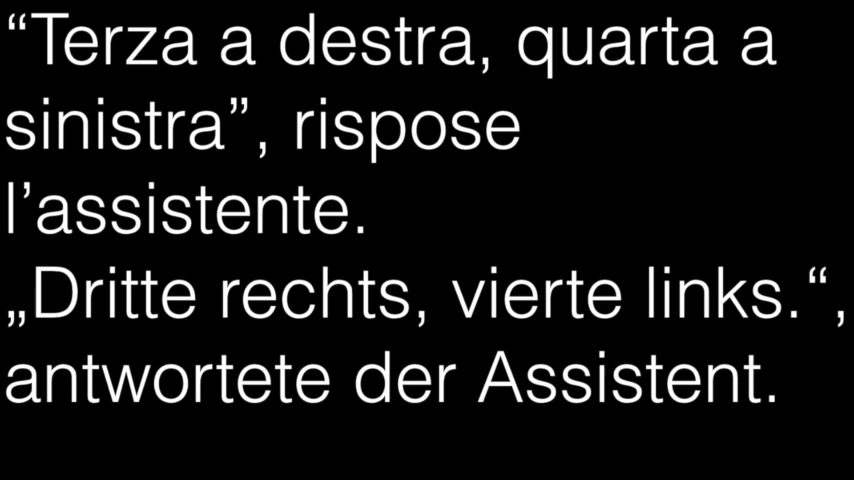 “Terza a destra, quarta a
sinistra”, rispose
l’assistente.
„Dritte rechts, vierte links.“,
antwortete der Assistent.